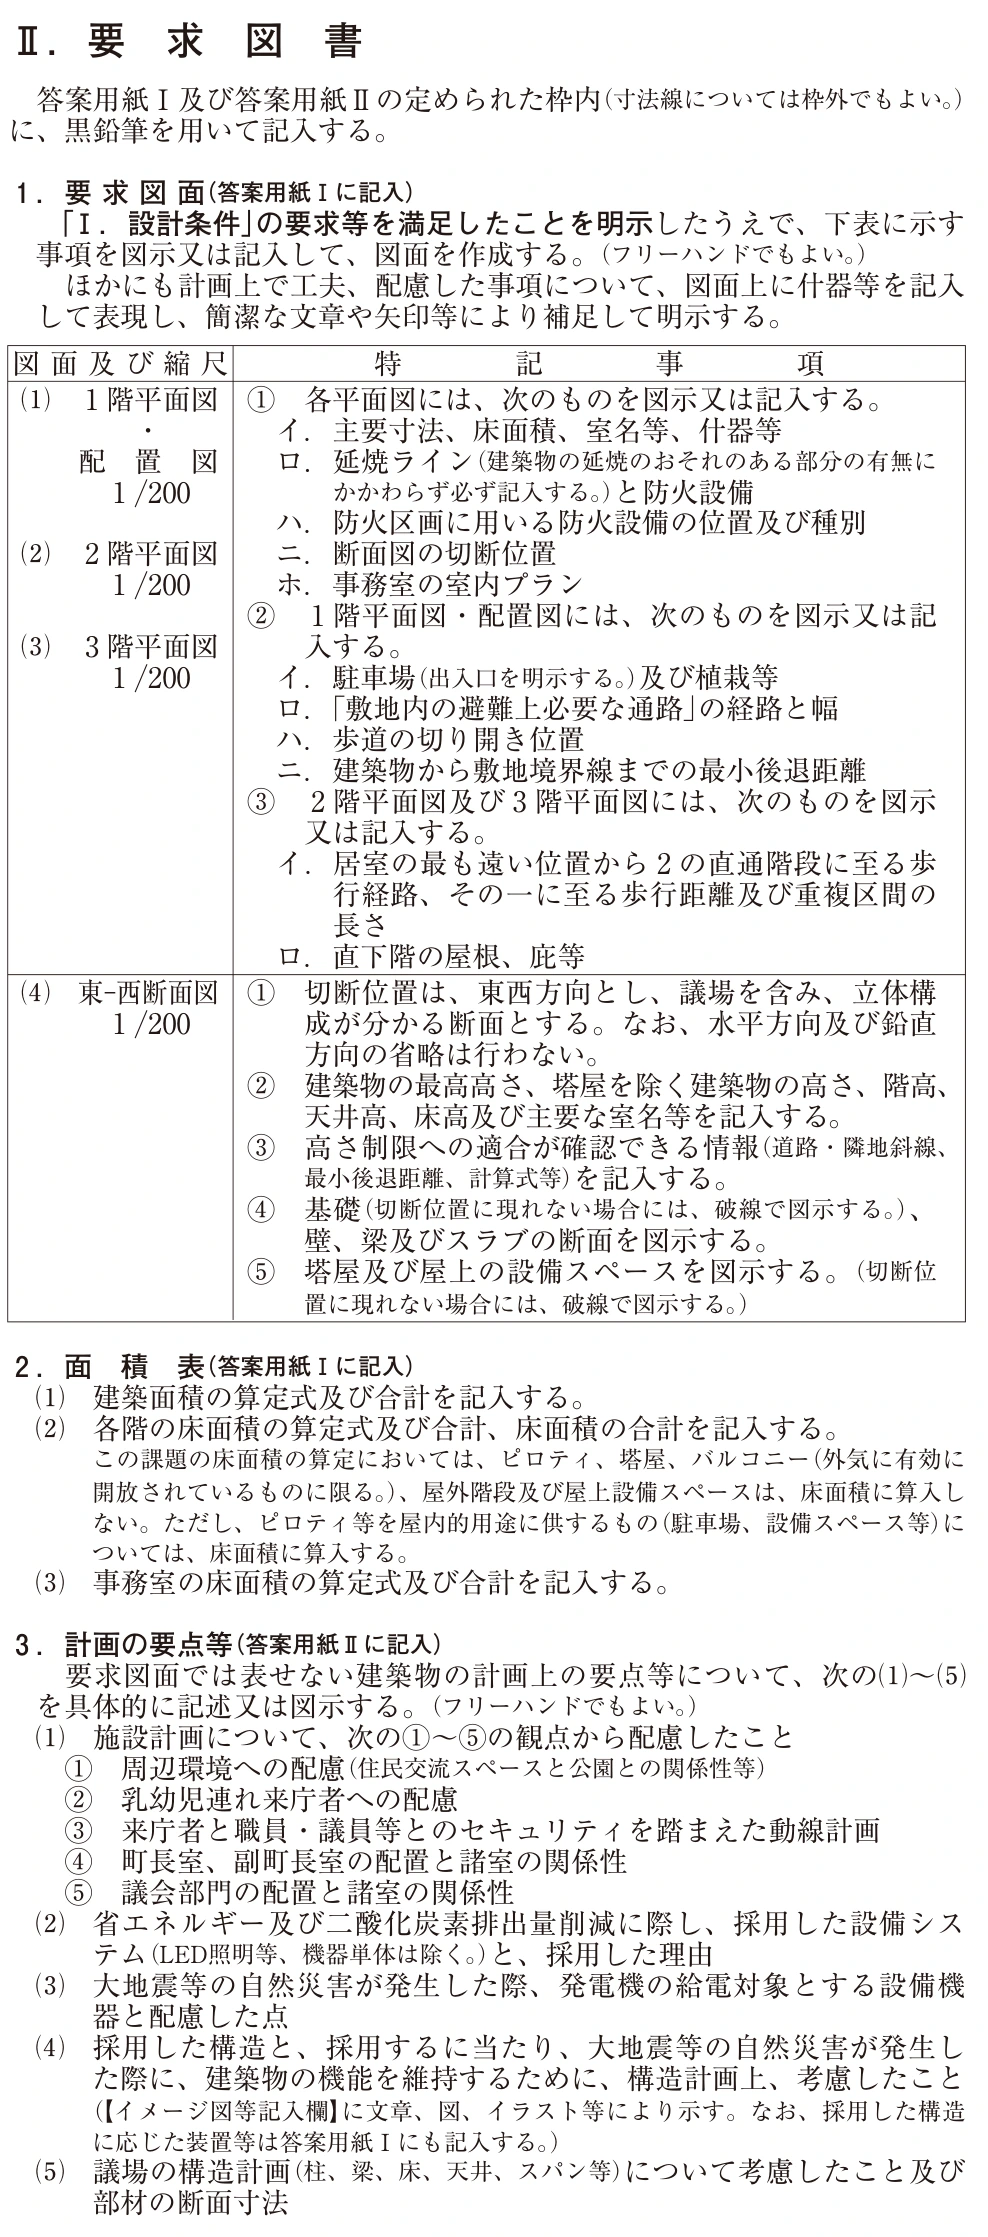 Ⅱ．要　求　図　書
答案用紙Ⅰ及び答案用紙Ⅱの定められた枠内(寸法線については枠外でもよい。)
に、黒鉛筆を用いて記入する。
1．要 求 図 面(答案用紙Ⅰに記入)
「Ⅰ．設計条件」の要求等を満足したことを明示したうえで、下表に示す
事項を図示又は記入して、図面を作成する。(フリーハンドでもよい。)
ほかにも計画上で工夫、配慮した事項について、図面上に什器等を記入
して表現し、簡潔な文章や矢印等により補足して明示する。
図 面 及 び 縮 尺
特　記　事　項
(1)　1階平面図
・
配　置　図
1/200
(2)　2階平面図
1/200
(3)　3階平面図
1/200
①　各平面図には、次のものを図示又は記入する。
イ．主要寸法、床面積、室名等、什器等
ロ．延焼ライン(建築物の延焼のおそれのある部分の有無に
かかわらず必ず記入する。)と防火設備
ハ．防火区画に用いる防火設備の位置及び種別
ニ．断面図の切断位置
ホ．事務室の室内プラン
②　1階平面図・配置図には、次のものを図示又は記
入する。
イ．駐車場(出入口を明示する。)及び植栽等
ロ．「敷地内の避難上必要な通路」の経路と幅
ハ．歩道の切り開き位置
ニ．建築物から敷地境界線までの最小後退距離
③　2階平面図及び3階平面図には、次のものを図示
又は記入する。
イ．居室の最も遠い位置から2の直通階段に至る歩
行経路、その一に至る歩行距離及び重複区間の
長さ
ロ．直下階の屋根、庇等
(4)　東-西断面図
1/200
①　切断位置は、東西方向とし、議場を含み、立体構
成が分かる断面とする。なお、水平方向及び鉛直
方向の省略は行わない。
②　建築物の最高高さ、塔屋を除く建築物の高さ、階高、
天井高、床高及び主要な室名等を記入する。
③　高さ制限への適合が確認できる情報(道路・隣地斜線、
最小後退距離、計算式等)を記入する。
④　基礎(切断位置に現れない場合には、破線で図示する。)、
壁、梁及びスラブの断面を図示する。
⑤　塔屋及び屋上の設備スペースを図示する。(切断位
置に現れない場合には、破線で図示する。)
2．面　積　表(答案用紙Ⅰに記入)
(1)　建築面積の算定式及び合計を記入する。
(2)　各階の床面積の算定式及び合計、床面積の合計を記入する。
この課題の床面積の算定においては、ピロティ、塔屋、バルコニー(外気に有効に
開放されているものに限る。)、屋外階段及び屋上設備スペースは、床面積に算入し
ない。ただし、ピロティ等を屋内的用途に供するもの(駐車場、設備スペース等)に
ついては、床面積に算入する。
(3)　事務室の床面積の算定式及び合計を記入する。
3．計画の要点等(答案用紙Ⅱに記入)
要求図面では表せない建築物の計画上の要点等について、次の(1)～(5)
を具体的に記述又は図示する。(フリーハンドでもよい。)
(1)　施設計画について、次の①～⑤の観点から配慮したこと
①　周辺環境への配慮(住民交流スペースと公園との関係性等)
②　乳幼児連れ来庁者への配慮
③　来庁者と職員・議員等とのセキュリティを踏まえた動線計画
④　町長室、副町長室の配置と諸室の関係性
⑤　議会部門の配置と諸室の関係性
(2)　省エネルギー及び二酸化炭素排出量削減に際し、採用した設備シス
テム(LED照明等、機器単体は除く。)と、採用した理由
(3)　大地震等の自然災害が発生した際、発電機の給電対象とする設備機
器と配慮した点
(4)　採用した構造と、採用するに当たり、大地震等の自然災害が発生し
た際に、建築物の機能を維持するために、構造計画上、考慮したこと
(【イメージ図等記入欄】に文章、図、イラスト等により示す。なお、採用した構造
に応じた装置等は答案用紙Ⅰにも記入する。)
(5)　議場の構造計画(柱、梁、床、天井、スパン等)について考慮したこと及び
部材の断面寸法